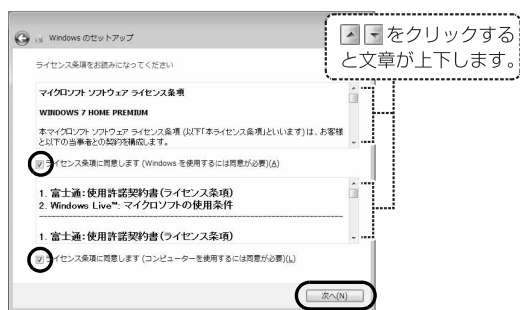 をクリックする
と文章が上下します。
Windows のセットアップ
ライセンス条項をお読みになってください
マイクロソフト ソフトウェア ライセンス条項
WINDOWS 7 HOME PREMIUM
本マイクロソフト ソフトウェア ライセンス条項 (以下「本ライセンス条項」といいます) は、お客様
と以下の当事者との契約を構成します。
ライセンス条項に同意します (Windows を使用するには同意が必要)(A)
1. 富士通：使用許諾契約書（ライセンス条項）
2. Windows Live™: マイクロソフトの使用条件
1. 富士通：使用許諾契約書（ライセンス条項）
ライセンス条項に同意します (コンピューターを使用するには同意が必要)(L)
次へ(N)